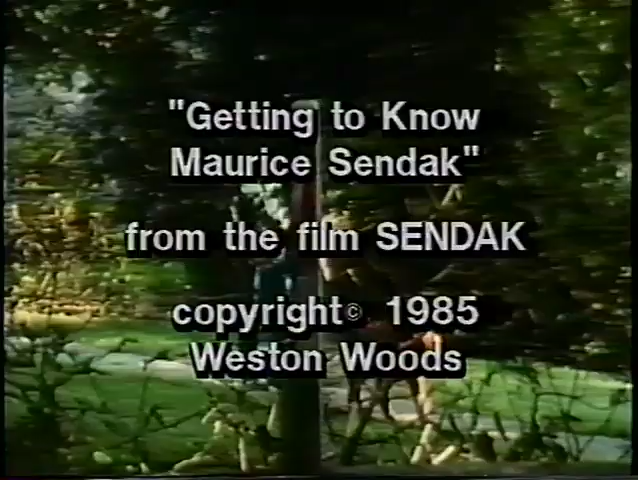 "Getting to Know
Maurice Sendak"
from the film SENDAK
copyright© 1985
Weston Woods